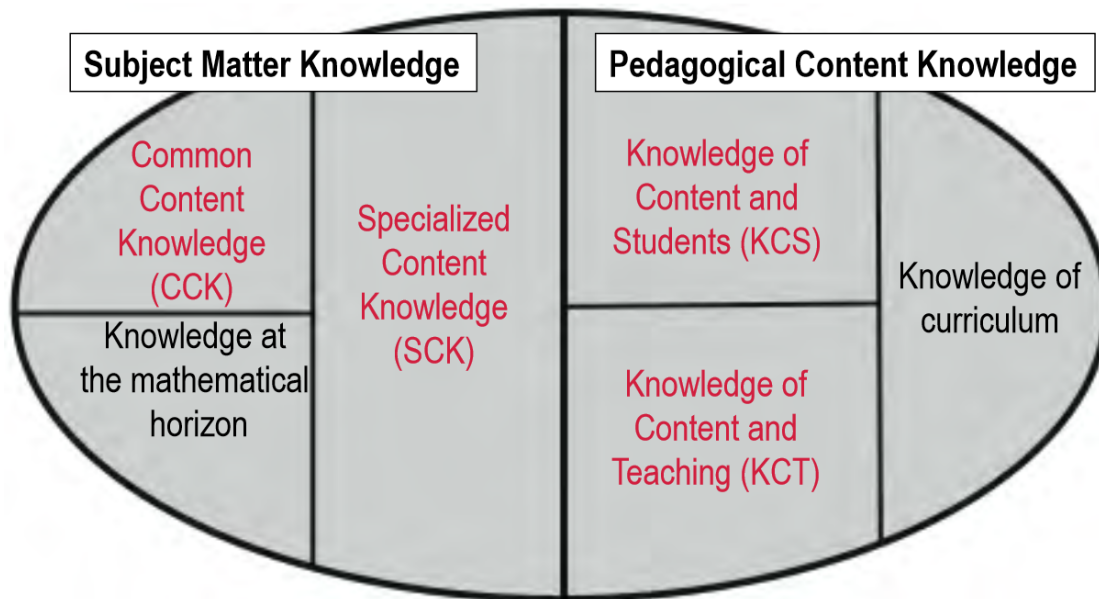 Subject Matter Knowledge
Common
Content
Knowledge
(CCK)
Knowledge at
the mathematical
horizon
Specialized
Content
Knowledge
(SCK)
Pedagogical Content Knowledge
Knowledge of
Content and
Students (KCS)
Knowledge of
Content and
Teaching (KCT)
Knowledge of
curriculum